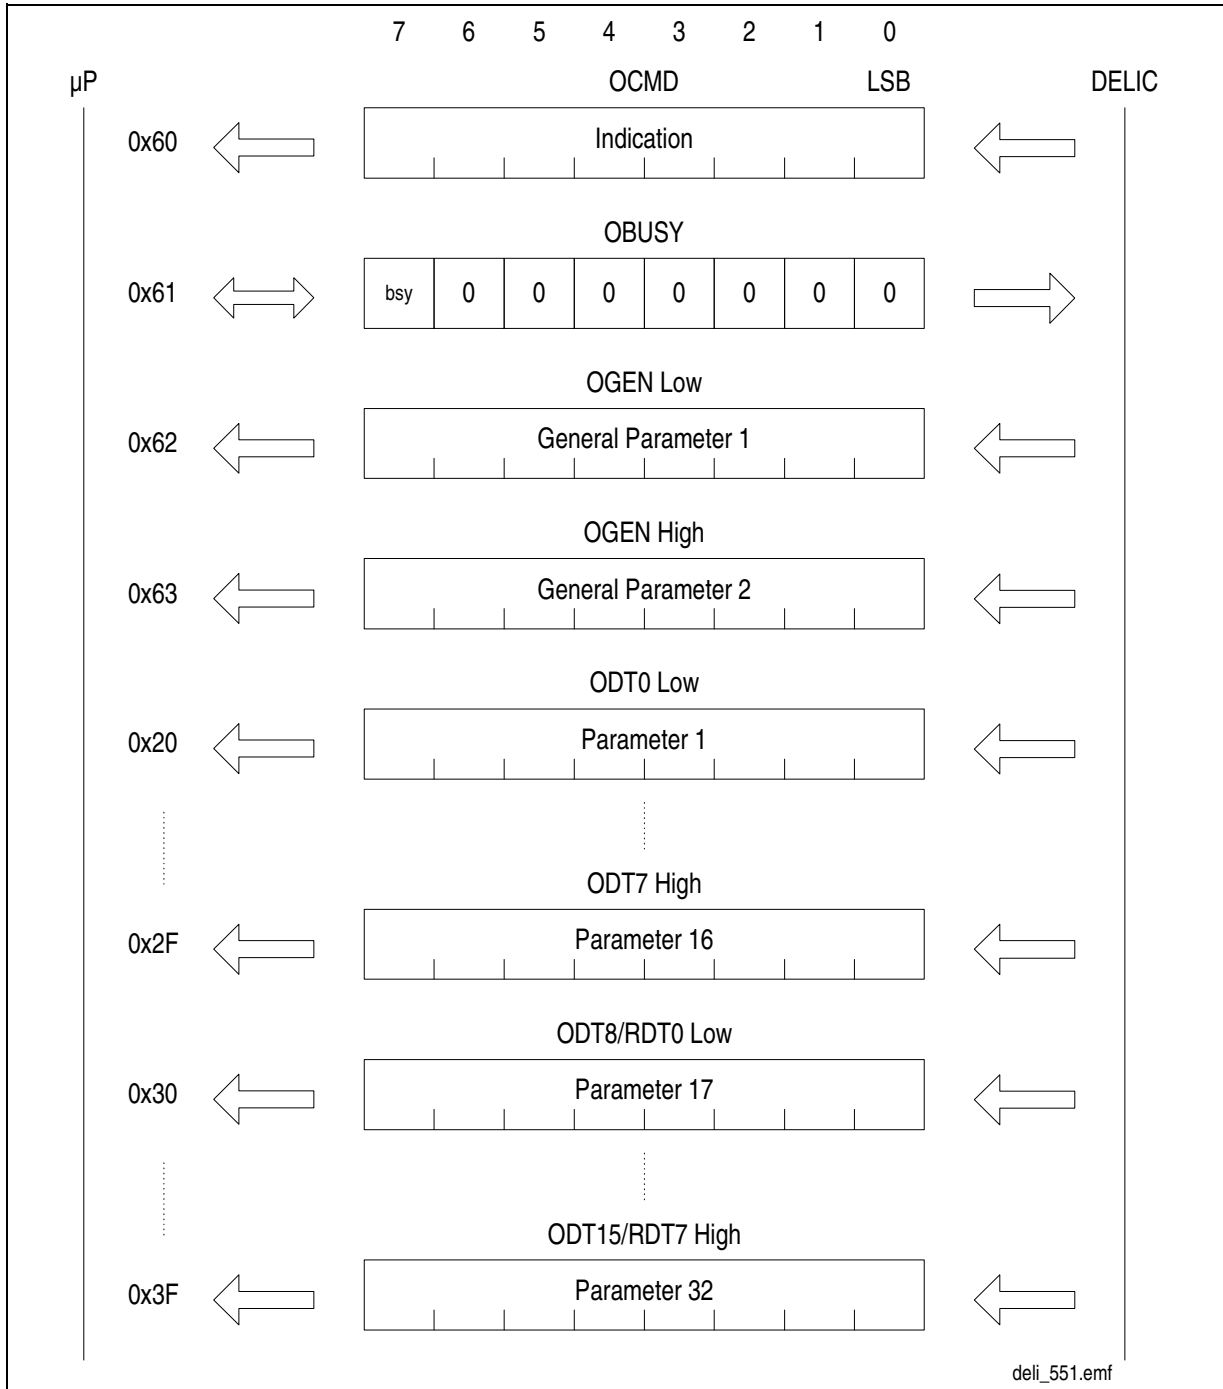 7 6 5 4 3 2 1 0
µP OCMD LSB DELIC
0x60 Indication
OBUSY
0x61 bsy 0 0 0 0 0 0 0
OGEN Low
0x62 General Parameter 1
OGEN High
0x63 General Parameter 2
ODT0 Low
0x20 Parameter 1
ODT7 High
0x2F Parameter 16
ODT8/RDT0 Low
0x30 Parameter 17
ODT15/RDT7 High
0x3F Parameter 32
deli_551.emf